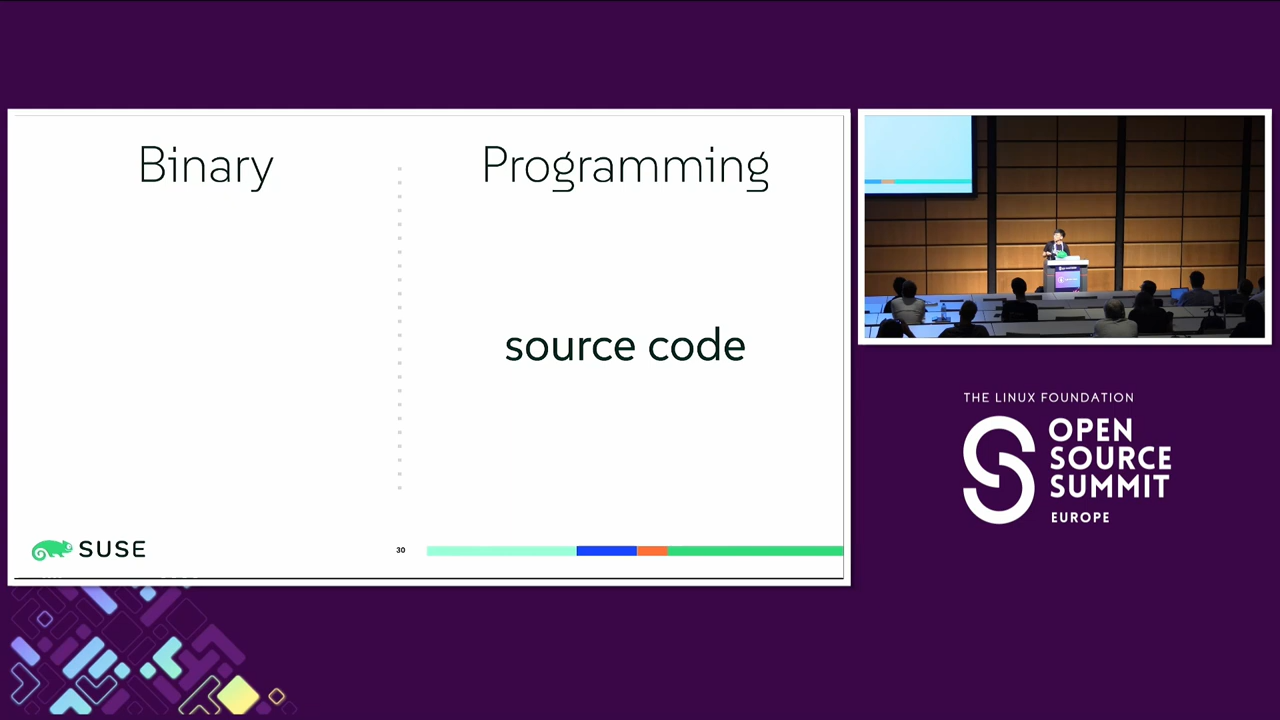 Binary
Programming
source code
SUSE
30
THE LINUX FOUNDATION
OPEN
SOURCE
SUMMIT
EUROPE